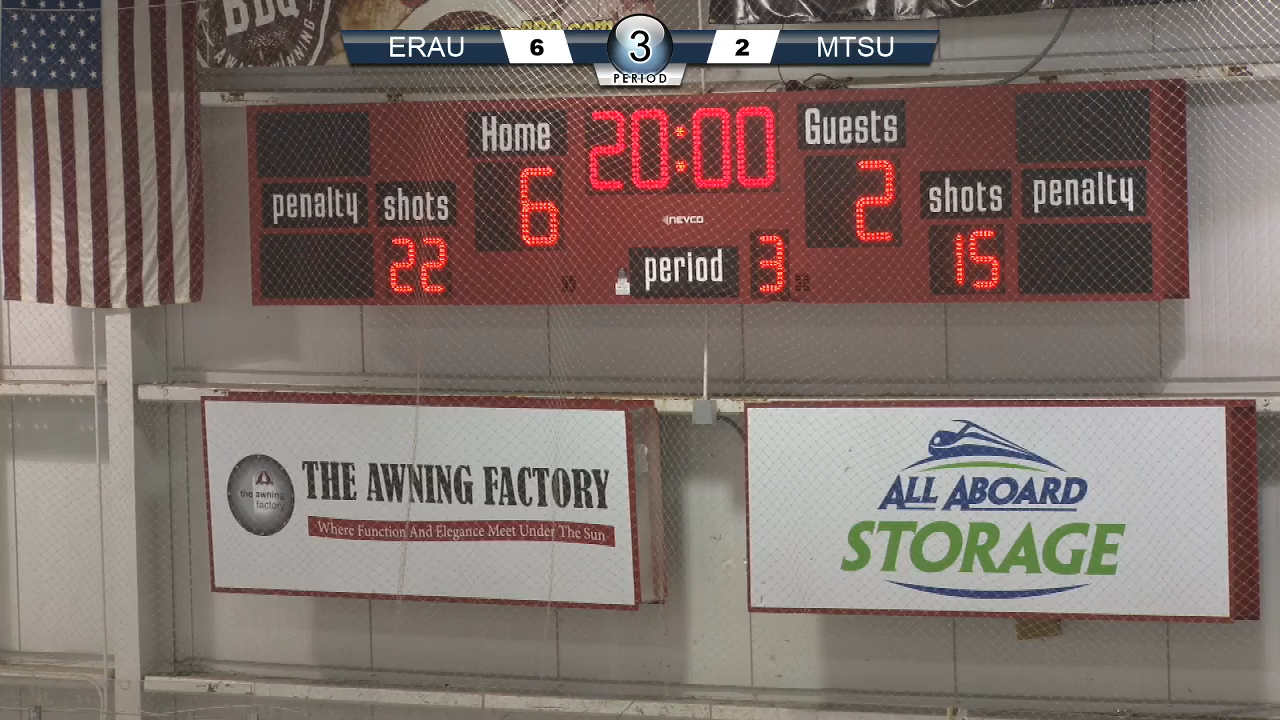 BBQ
ERAU 6 3 2 MTSU
PERIOD
Home 20:00 Guests
penalty shots 6 2 shots penalty
NEVCO
22 period 3 15
the awning
factory
THE AWNING FACTORY
Where Function And Elegance Meet Under The Sun
ALL ABOARD
STORAGE